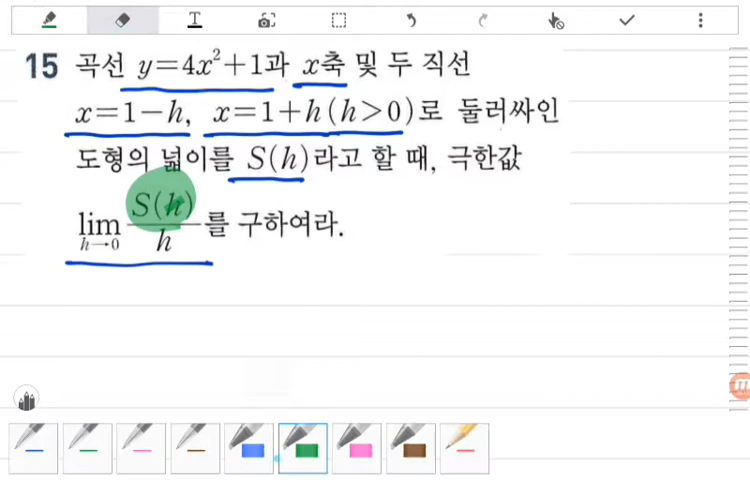 15 곡선 y=4x²+1과 x축 및 두 직선
x=1-h, x=1+h(h>0)로 둘러싸인
도형의 넓이를 S(h)라고 할 때, 극한값
lim_{h→0} S(h)/h 를 구하여라.